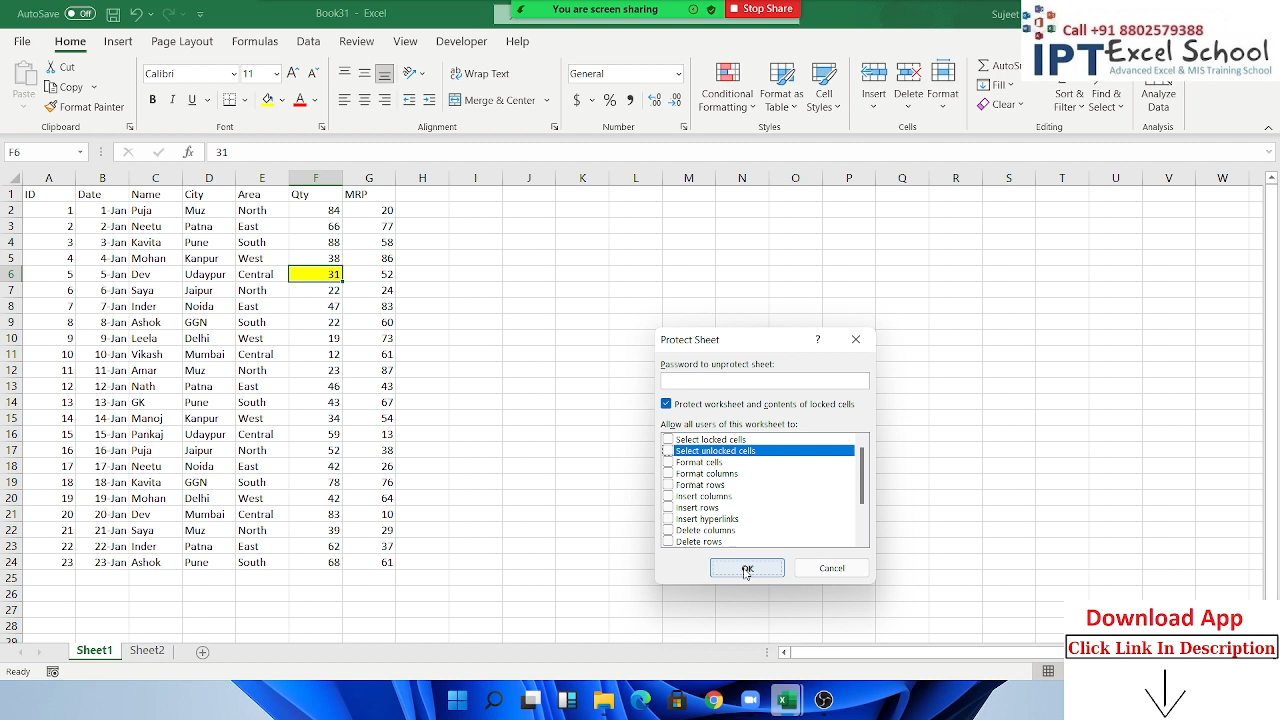 AutoSave Off Book31 - Excel You are screen sharing Stop Share Sujeet
Call +91 8802579388
IPT Excel School
Advanced Excel & MIS Training School
File Home Insert Page Layout Formulas Data Review View Developer Help
Paste Cut Copy Format Painter
Calibri 11
B I U
Wrap Text
Merge & Center
General
$ % ,
Conditional Formatting Format as Table Cell Styles
Insert Delete Format
AutoS
Fill
Clear
Sort & Filter Find & Select
Analyze Data
Clipboard Font Alignment Number Styles Cells Editing Analysis
F6 fx 31
A B C D E F G H I J K L M N O P Q R S T U V W
1 ID Date Name City Area Qty MRP
2 1 1-Jan Puja Muz North 84 20
3 2 2-Jan Neetu Patna East 66 77
4 3 3-Jan Kavita Pune South 88 58
5 4 4-Jan Mohan Kanpur West 38 86
6 5 5-Jan Dev Udaypur Central 31 52
7 6 6-Jan Saya Jaipur North 22 24
8 7 7-Jan Inder Noida East 47 83
9 8 8-Jan Ashok GGN South 22 60
10 9 9-Jan Leela Delhi West 19 73
11 10 10-Jan Vikash Mumbai Central 12 61
12 11 11-Jan Amar Muz North 23 87
13 12 12-Jan Nath Patna East 46 43
14 13 13-Jan GK Pune South 43 67
15 14 14-Jan Manoj Kanpur West 34 54
16 15 15-Jan Pankaj Udaypur Central 59 13
17 16 16-Jan Puja Jaipur North 52 38
18 17 17-Jan Neetu Noida East 42 26
19 18 18-Jan Kavita GGN South 78 76
20 19 19-Jan Mohan Delhi West 42 64
21 20 20-Jan Dev Mumbai Central 83 10
22 21 21-Jan Saya Muz North 39 29
23 22 22-Jan Inder Patna East 62 37
24 23 23-Jan Ashok Pune South 68 61
25
26
27
28
29
Protect Sheet ?
Password to unprotect sheet:
Protect worksheet and contents of locked cells
Allow all users of this worksheet to:
Select locked cells
Select unlocked cells
Format cells
Format columns
Format rows
Insert columns
Insert rows
Insert hyperlinks
Delete columns
Delete rows
OK Cancel
Download App
Click Link In Description
Sheet1 Sheet2
Ready